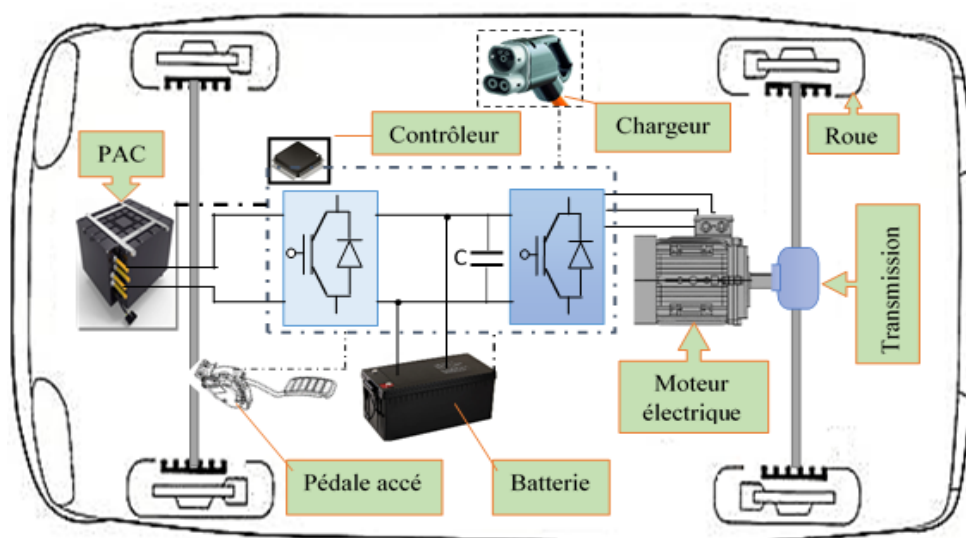 Contrôleur
Chargeur
Roue
PAC
C
Transmission
Moteur
électrique
Pédale accé
Batterie